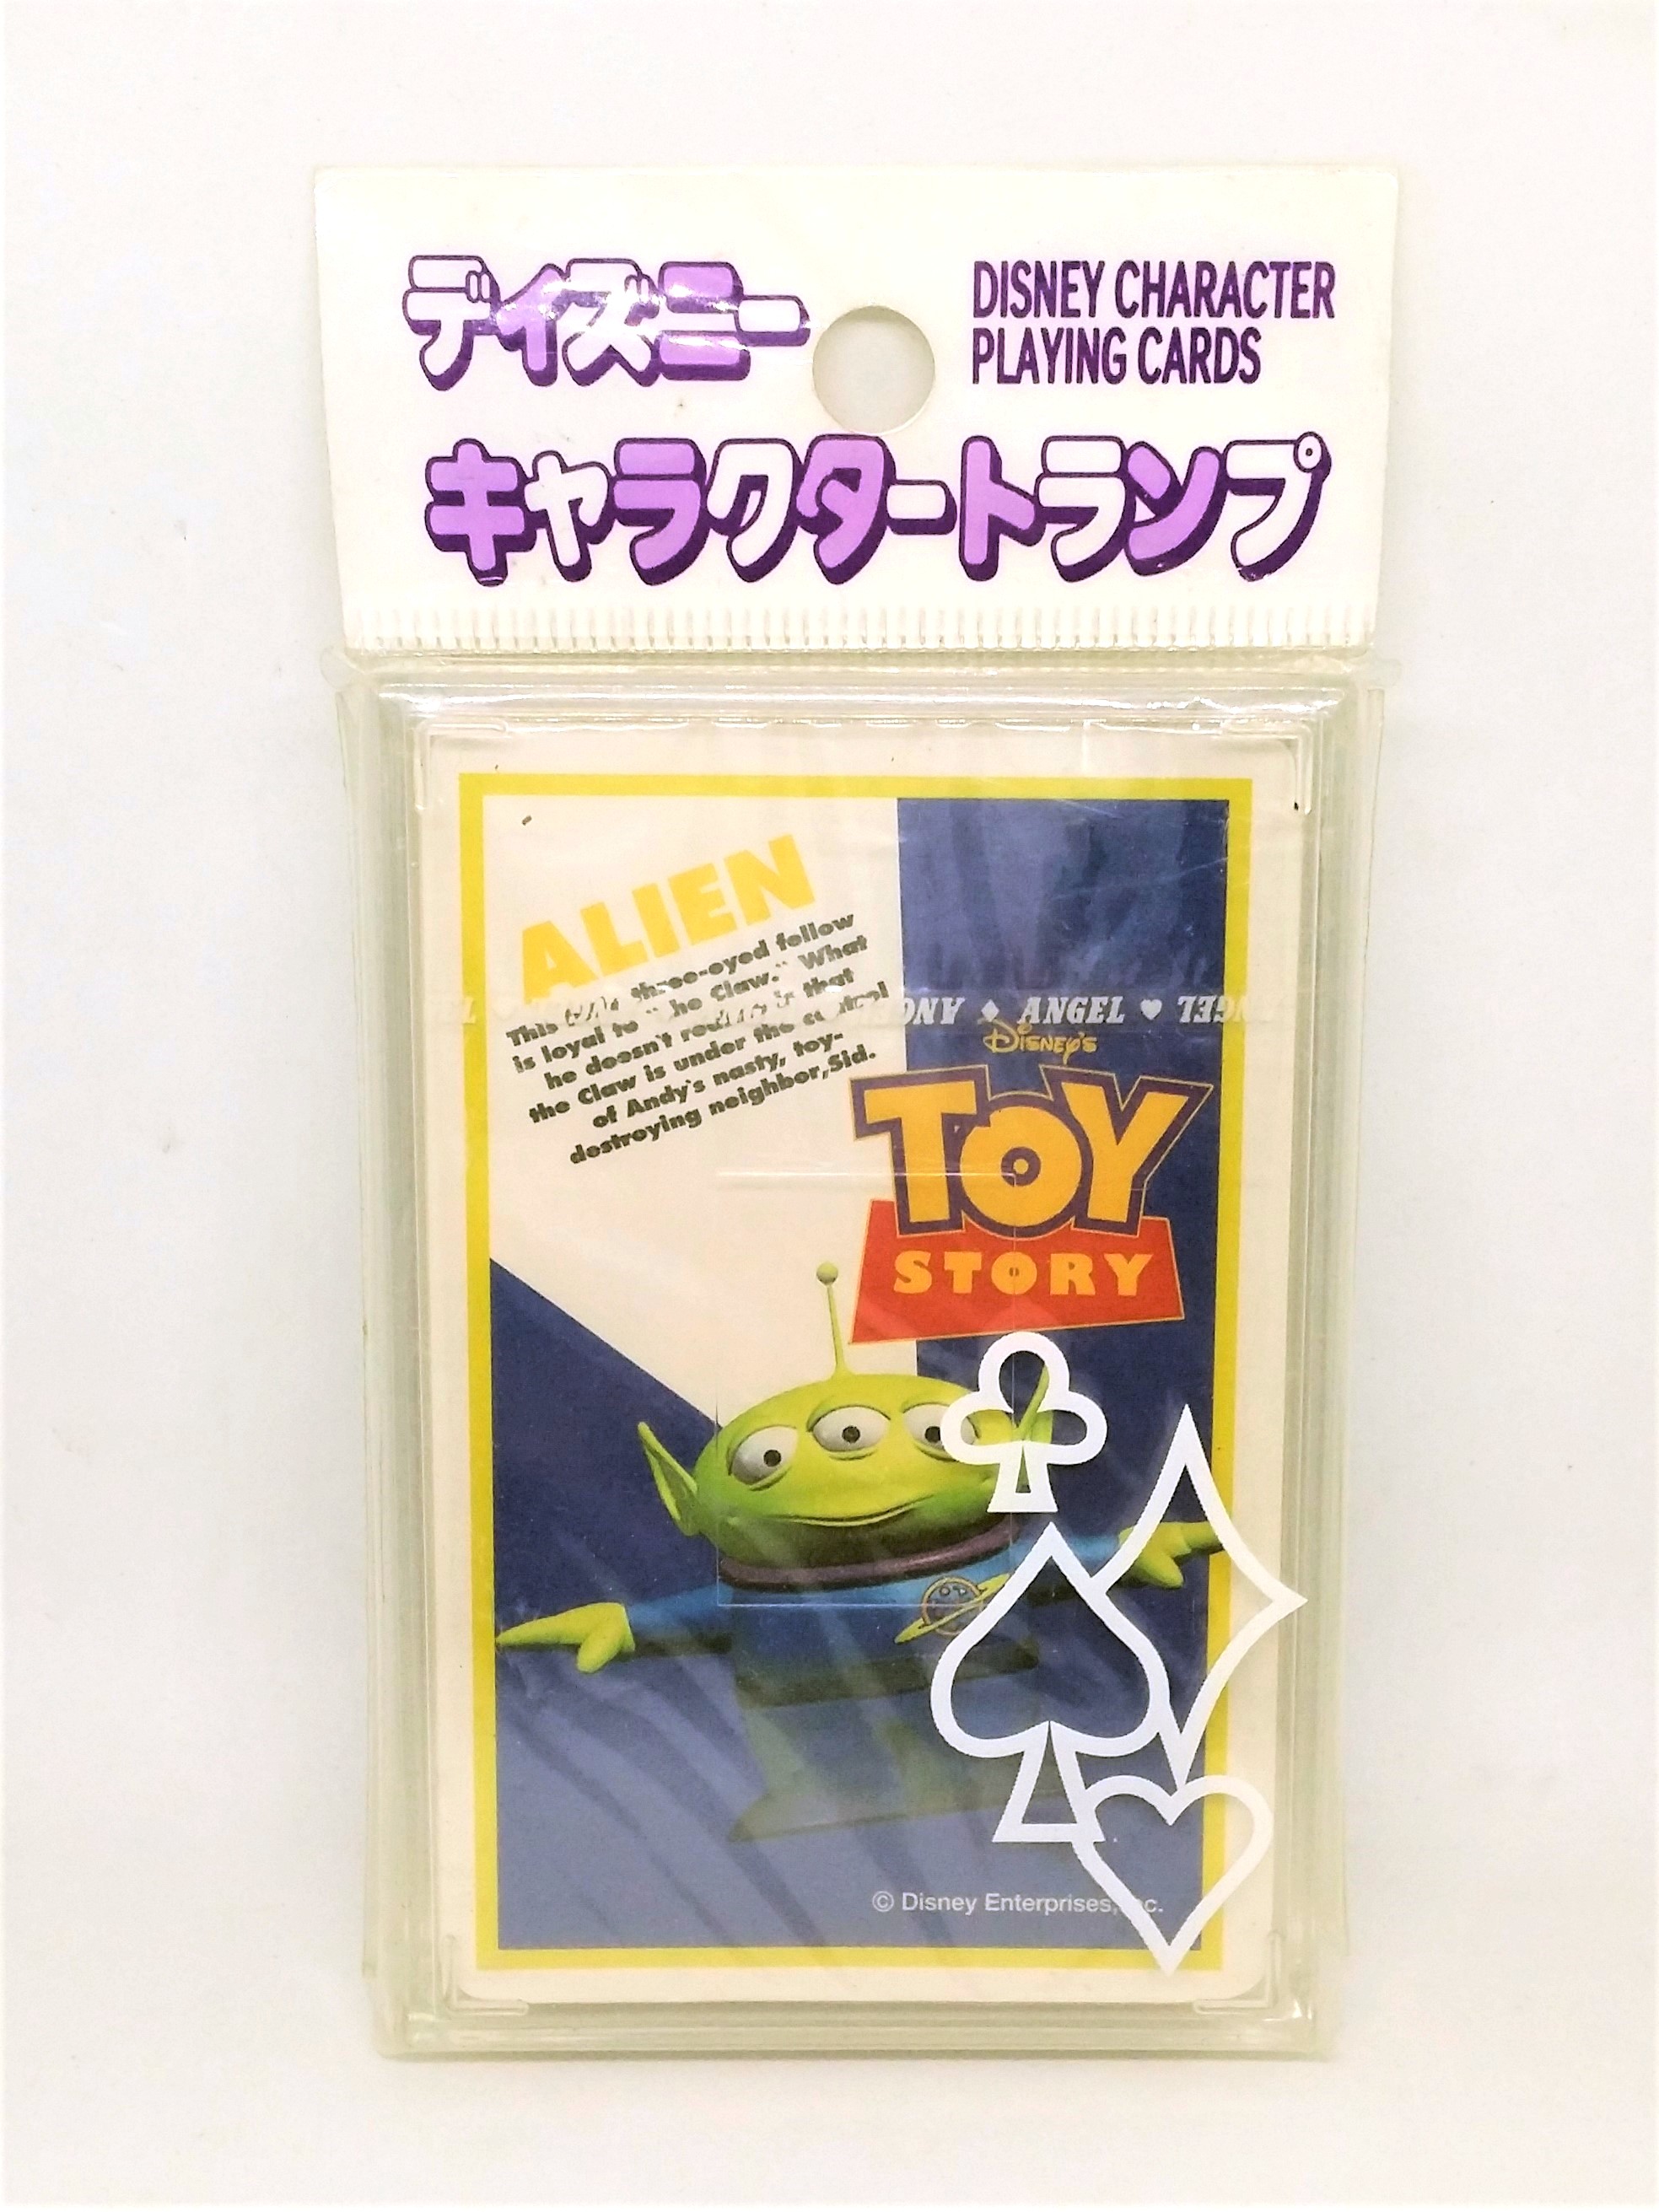 ディズニー
DISNEY CHARACTER
PLAYING CARDS
キャラクタートランプ
ALIEN
This three-eyed fellow
is loyal to "the Claw." What
he doesn't realize is that
the Claw is under the control
of Andy's nasty, toy-
destroying neighbor, Sid.
ANGEL
DISNEY'S
TOY
STORY
© Disney Enterprises, Inc.